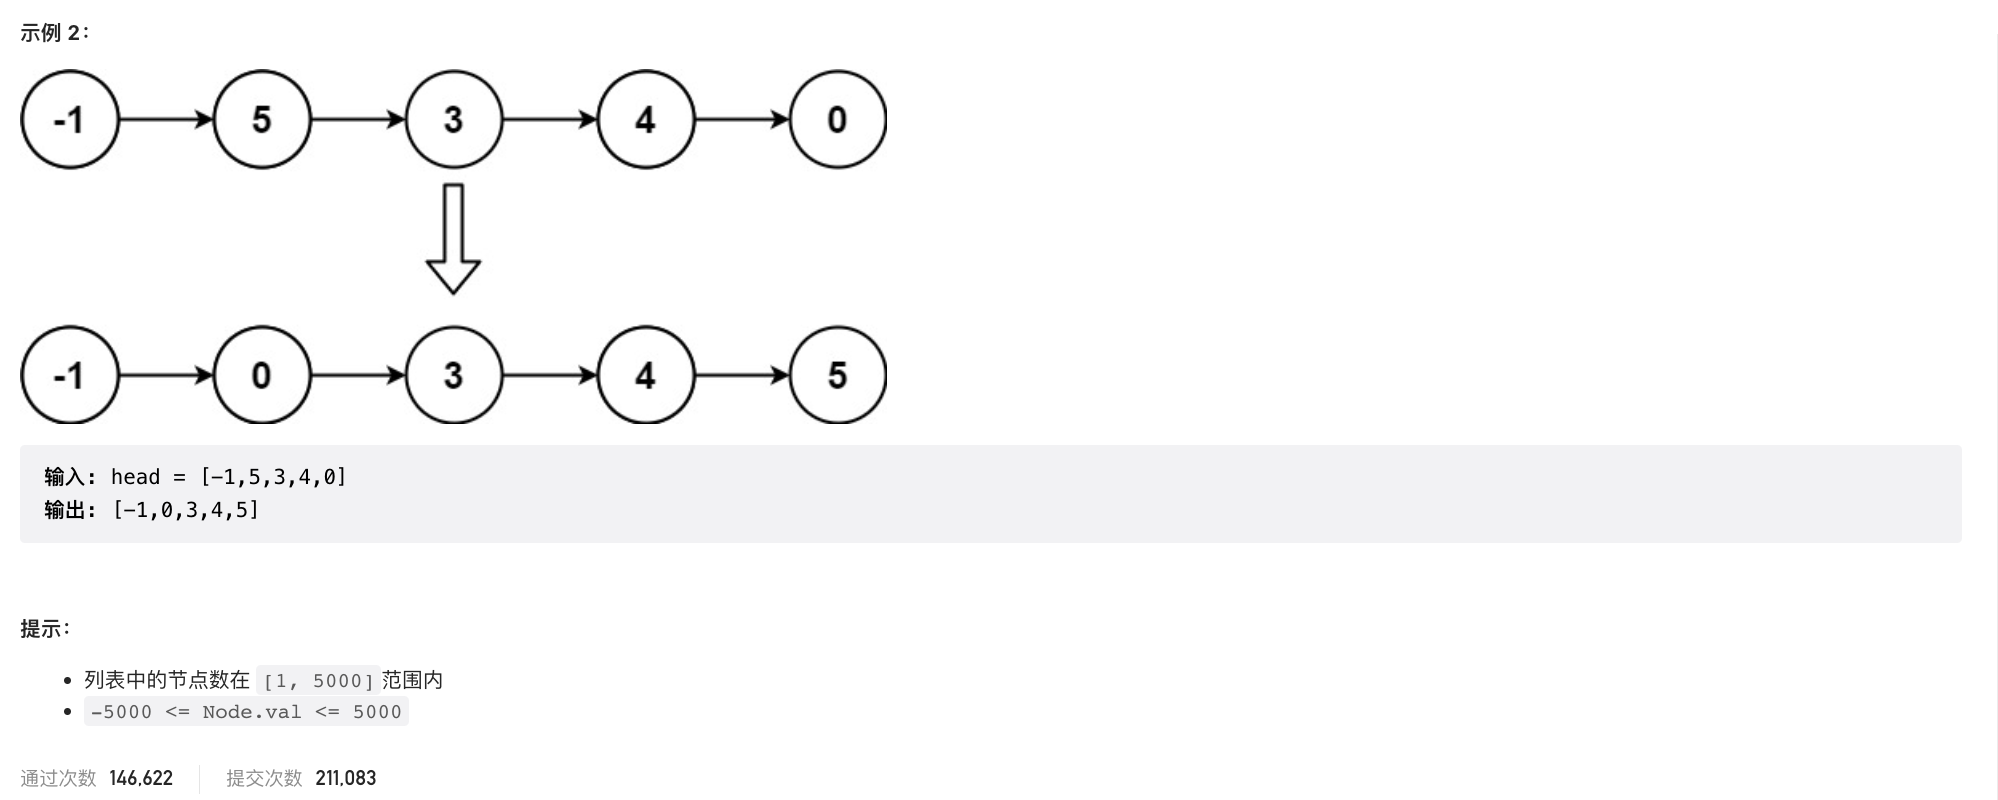 示例 2：
-1 5 3 4 0
-1 0 3 4 5
输入: head = [-1,5,3,4,0]
输出: [-1,0,3,4,5]
提示：
列表中的节点数在 [1, 5000]范围内
-5000 <= Node.val <= 5000
通过次数 146,622 提交次数 211,083